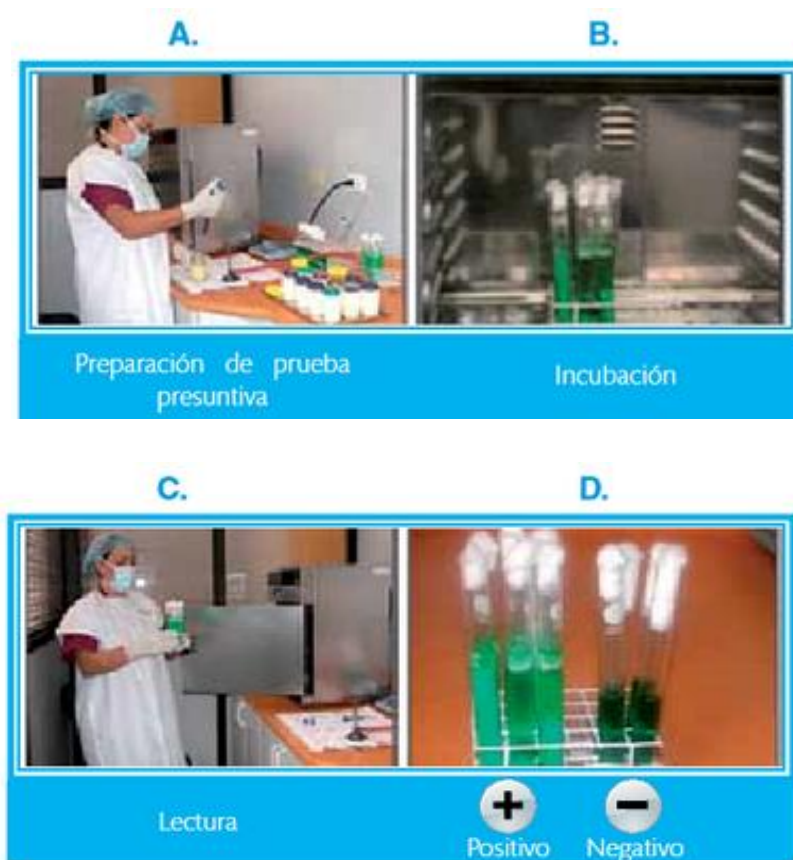 A.
B.
Preparación de prueba
presuntiva
Incubación
C.
D.
Lectura
+
−
Positivo
Negativo